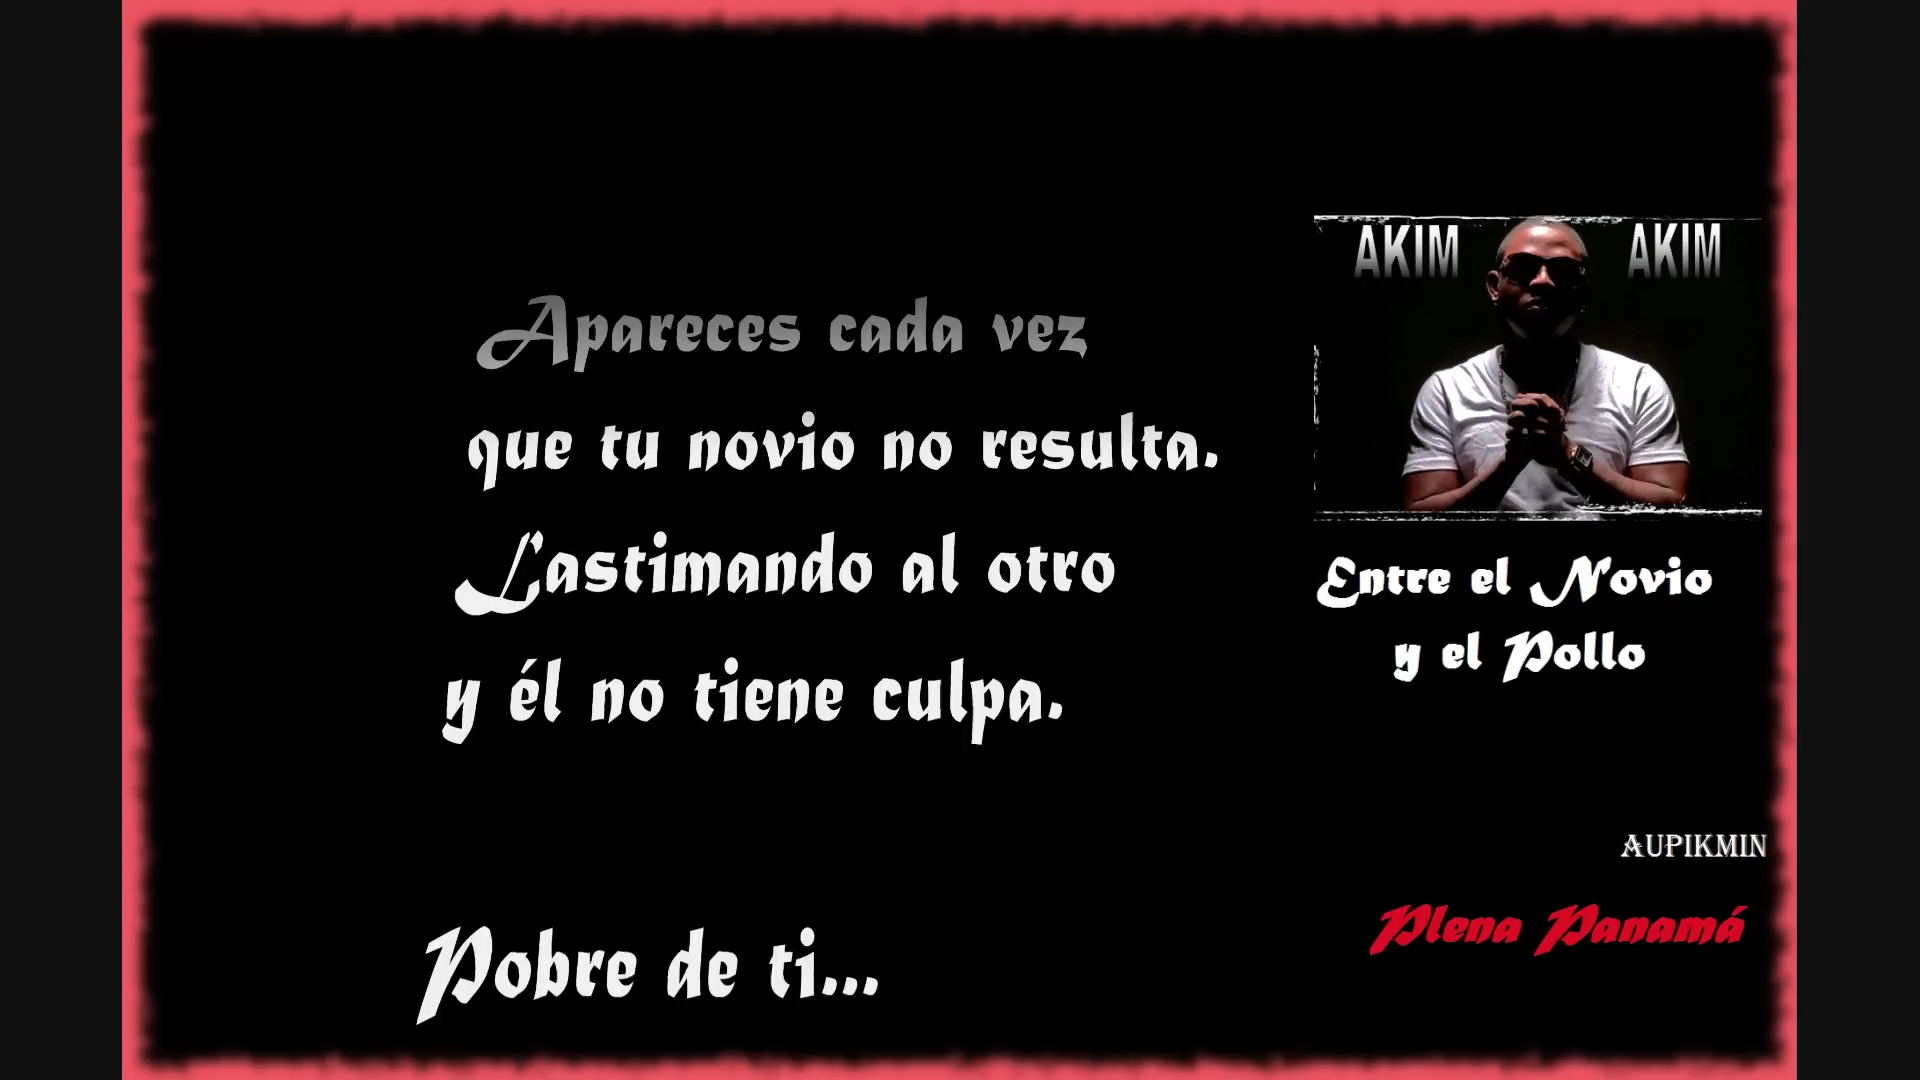 Apareces cada vez
que tu novio no resulta.
Lastimando al otro
y él no tiene culpa.
Pobre de ti...
AKIM AKIM
Entre el Novio
y el Pollo
AUPIKMIN
Plena Panamá